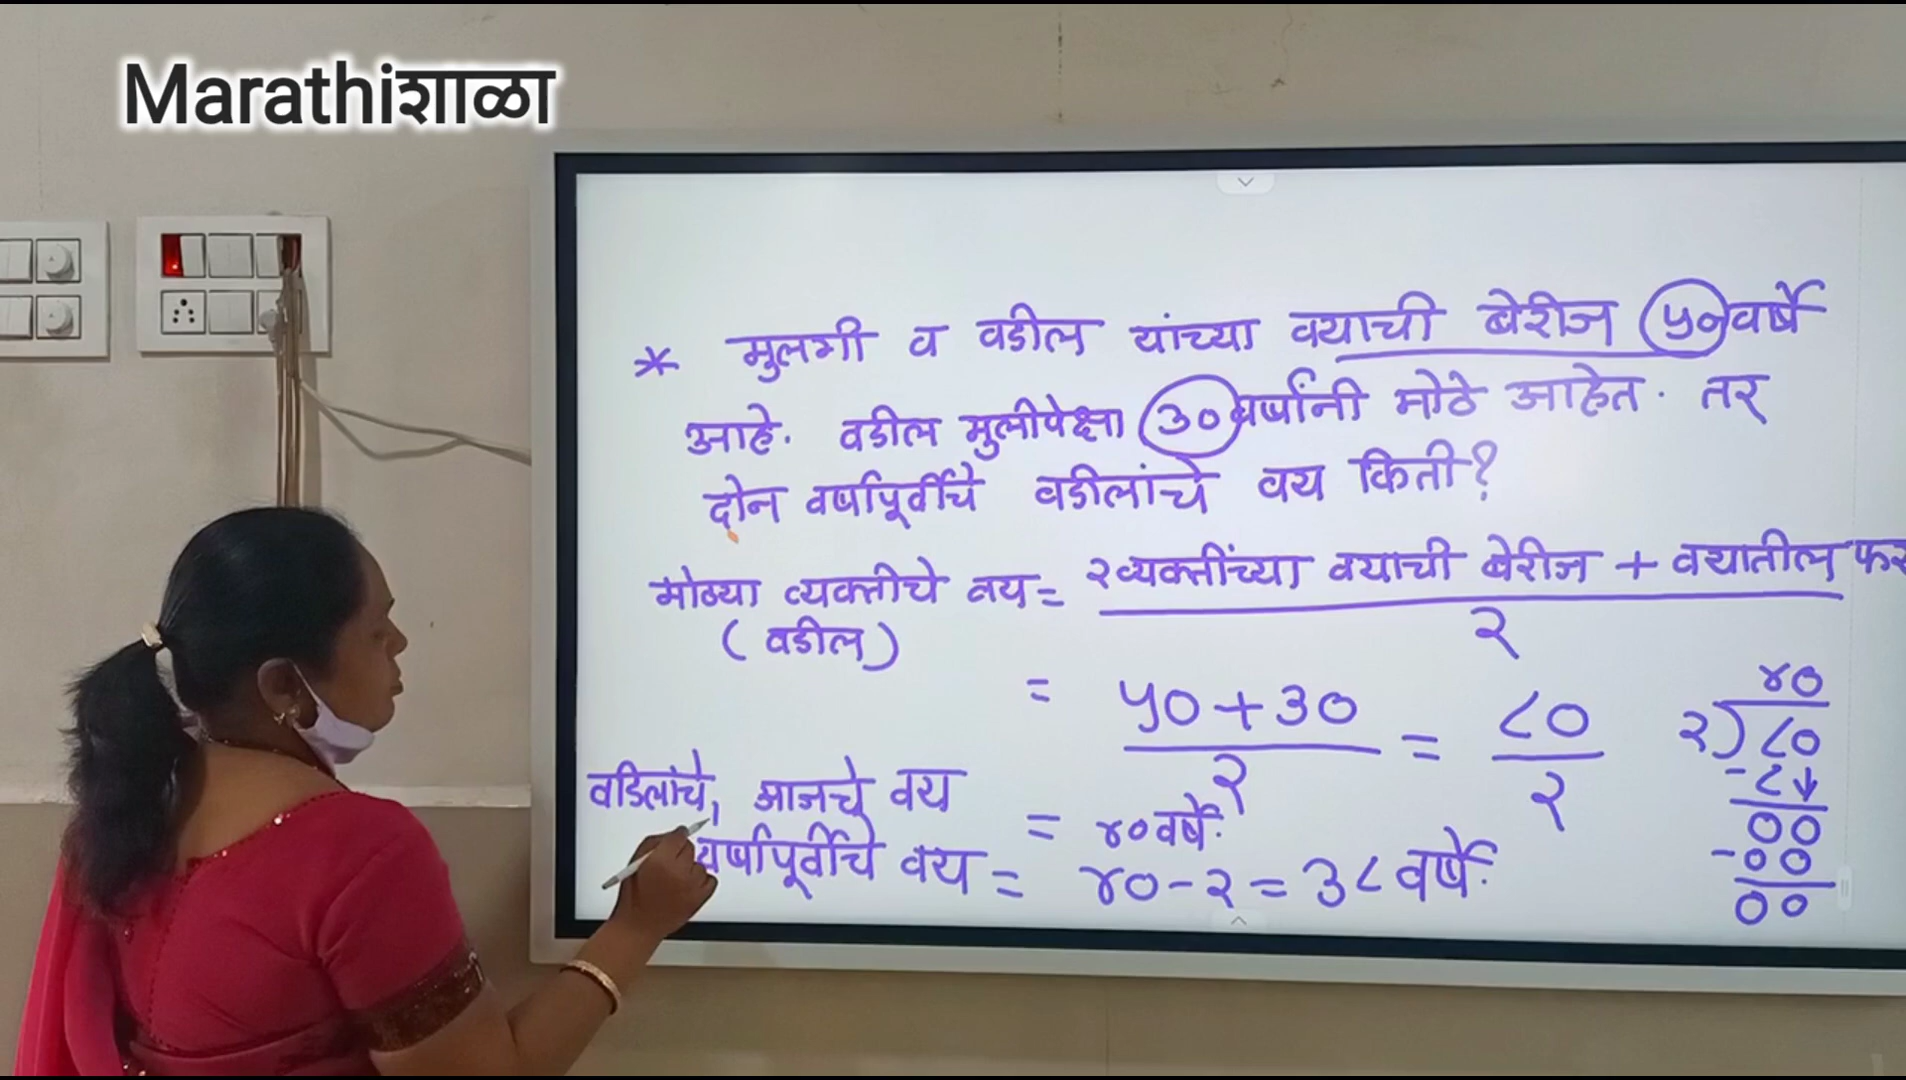 Marathiशाळा
* मुलगी व वडील यांच्या वयाची बेरीज ५० वर्षे
आहे. वडील मुलीपेक्षा ३० वर्षांनी मोठे आहेत. तर
दोन वर्षापूर्वीचे वडीलांचे वय किती?
मोठ्या व्यक्तीचे वय = २व्यक्तींच्या वयाची बेरीज + वयातील फर
(वडील) २
= ५०+३० / २ = ८० / २
४०
२) ८०
-८↓
००
-००
००
वडिलांचे, आजचे वय = ४० वर्षे.
वर्षापूर्वीचे वय = ४०-२ = ३८ वर्षे.